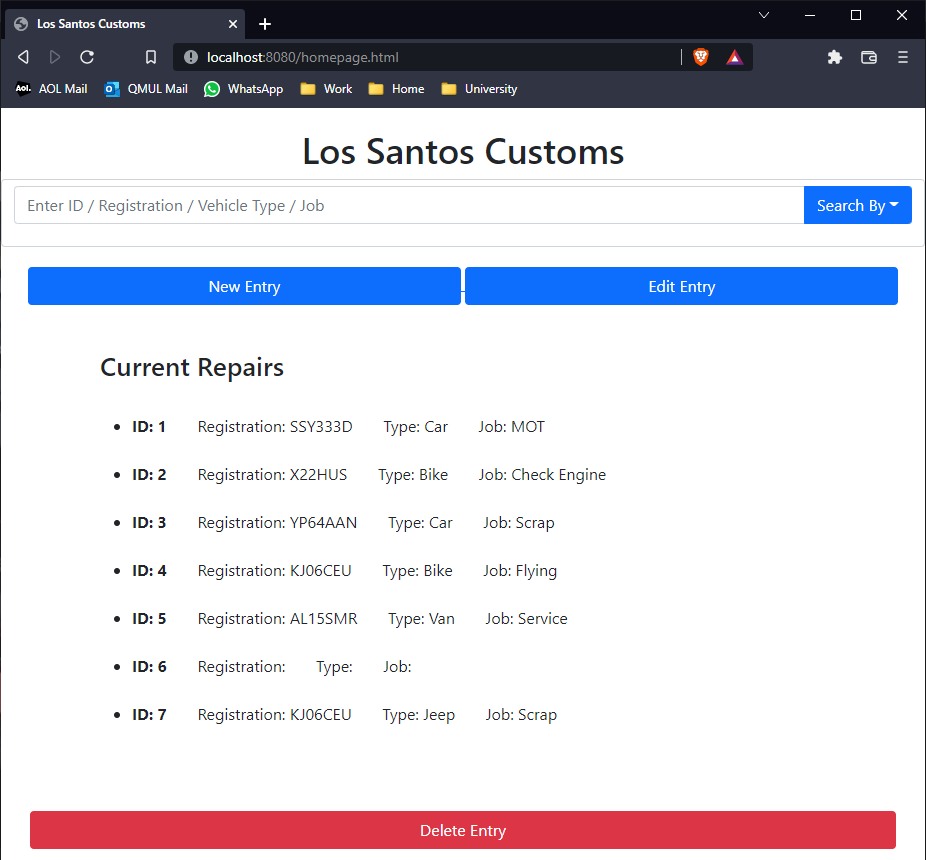 Los Santos Customs
localhost:8080/homepage.html
Aol. AOL Mail QMUL Mail WhatsApp Work Home University
Los Santos Customs
Enter ID / Registration / Vehicle Type / Job Search By
New Entry Edit Entry
Current Repairs
ID: 1 Registration: SSY333D Type: Car Job: MOT
ID: 2 Registration: X22HUS Type: Bike Job: Check Engine
ID: 3 Registration: YP64AAN Type: Car Job: Scrap
ID: 4 Registration: KJ06CEU Type: Bike Job: Flying
ID: 5 Registration: AL15SMR Type: Van Job: Service
ID: 6 Registration: Type: Job:
ID: 7 Registration: KJ06CEU Type: Jeep Job: Scrap
Delete Entry